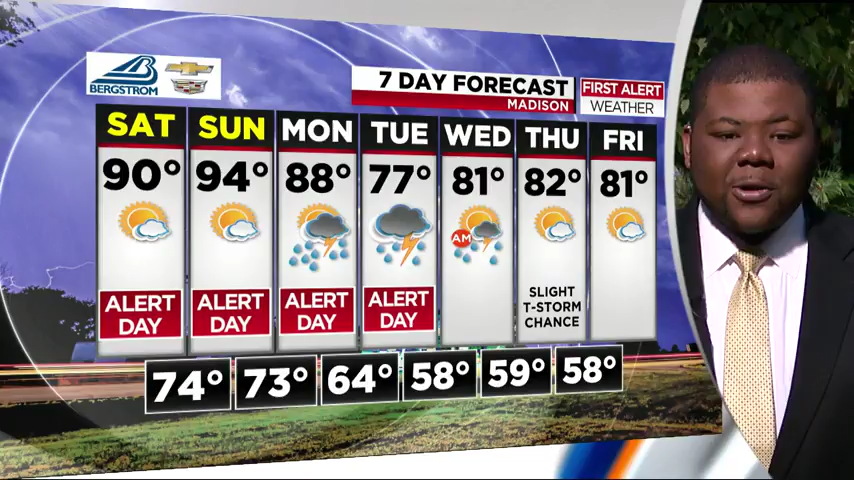 BERGSTROM
7 DAY FORECAST
MADISON
FIRST ALERT
WEATHER
SAT SUN MON TUE WED THU FRI
90° 94° 88° 77° 81° 82° 81°
AM
SLIGHT
T-STORM
CHANCE
ALERT DAY ALERT DAY ALERT DAY ALERT DAY
74° 73° 64° 58° 59° 58°